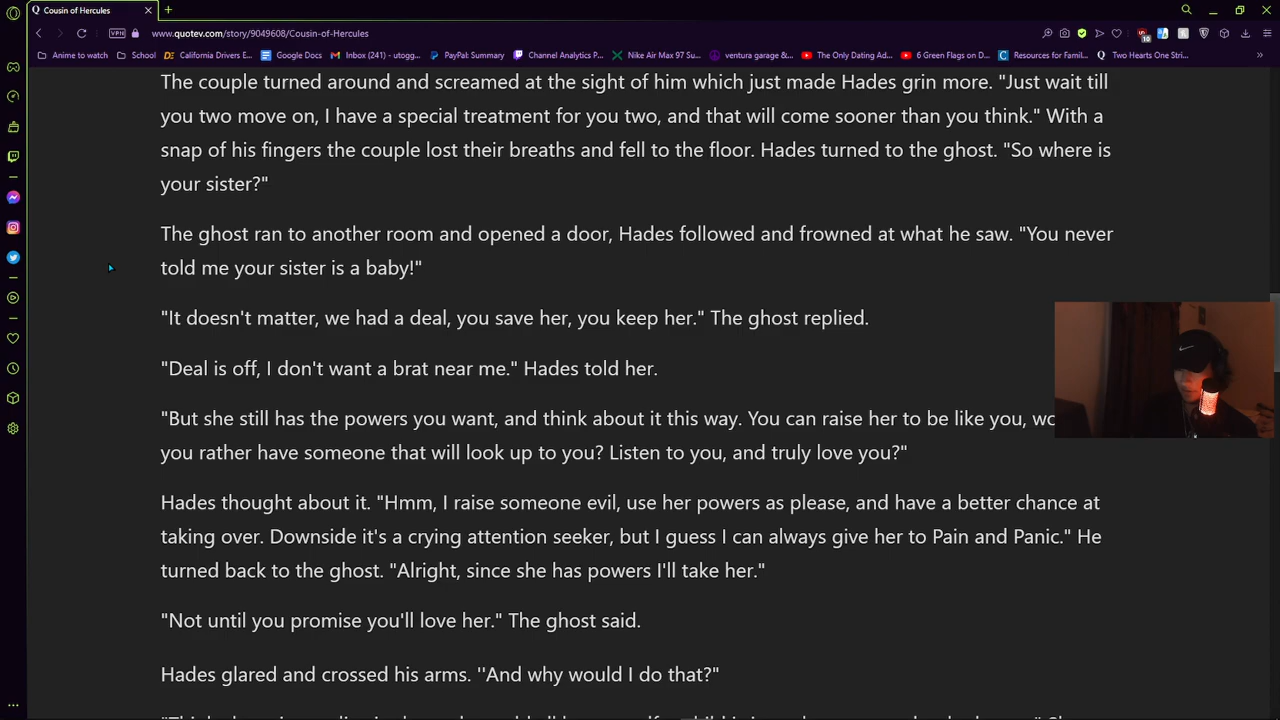 Cousin of Hercules
VPN
www.quotev.com/story/9049608/Cousin-of-Hercules
Anime to watch
School
California Drivers E...
Google Docs
Inbox (241) - utogg...
PayPal: Summary
Channel Analytics P...
Nike Air Max 97 Su...
ventura garage &...
The Only Dating Ad...
6 Green Flags on D...
Resources for Famil...
Two Hearts One Stri...
The couple turned around and screamed at the sight of him which just made Hades grin more. "Just wait till
you two move on, I have a special treatment for you two, and that will come sooner than you think." With a
snap of his fingers the couple lost their breaths and fell to the floor. Hades turned to the ghost. "So where is
your sister?"
The ghost ran to another room and opened a door, Hades followed and frowned at what he saw. "You never
told me your sister is a baby!"
"It doesn't matter, we had a deal, you save her, you keep her." The ghost replied.
"Deal is off, I don't want a brat near me." Hades told her.
"But she still has the powers you want, and think about it this way. You can raise her to be like you, wo
you rather have someone that will look up to you? Listen to you, and truly love you?"
Hades thought about it. "Hmm, I raise someone evil, use her powers as please, and have a better chance at
taking over. Downside it's a crying attention seeker, but I guess I can always give her to Pain and Panic." He
turned back to the ghost. "Alright, since she has powers I'll take her."
"Not until you promise you'll love her." The ghost said.
Hades glared and crossed his arms. ''And why would I do that?"